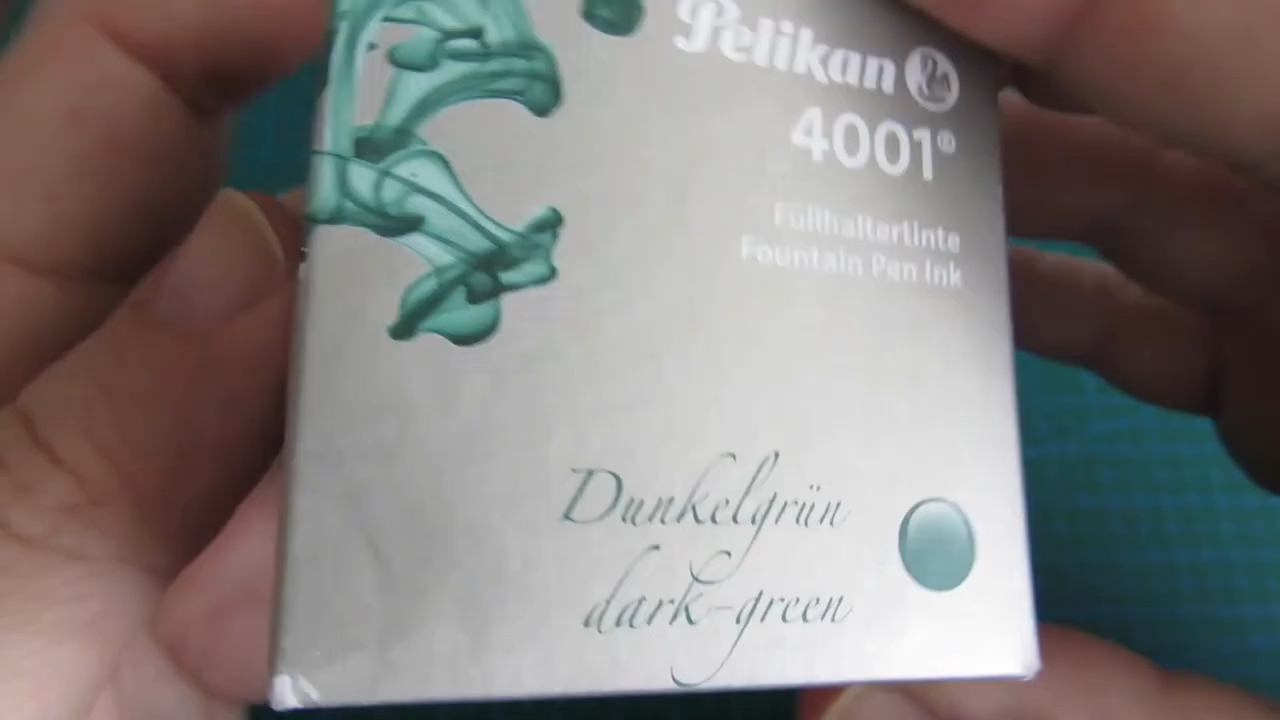 Pelikan
4001®
Füllhaltertinte
Fountain Pen Ink
Dunkelgrün
dark-green